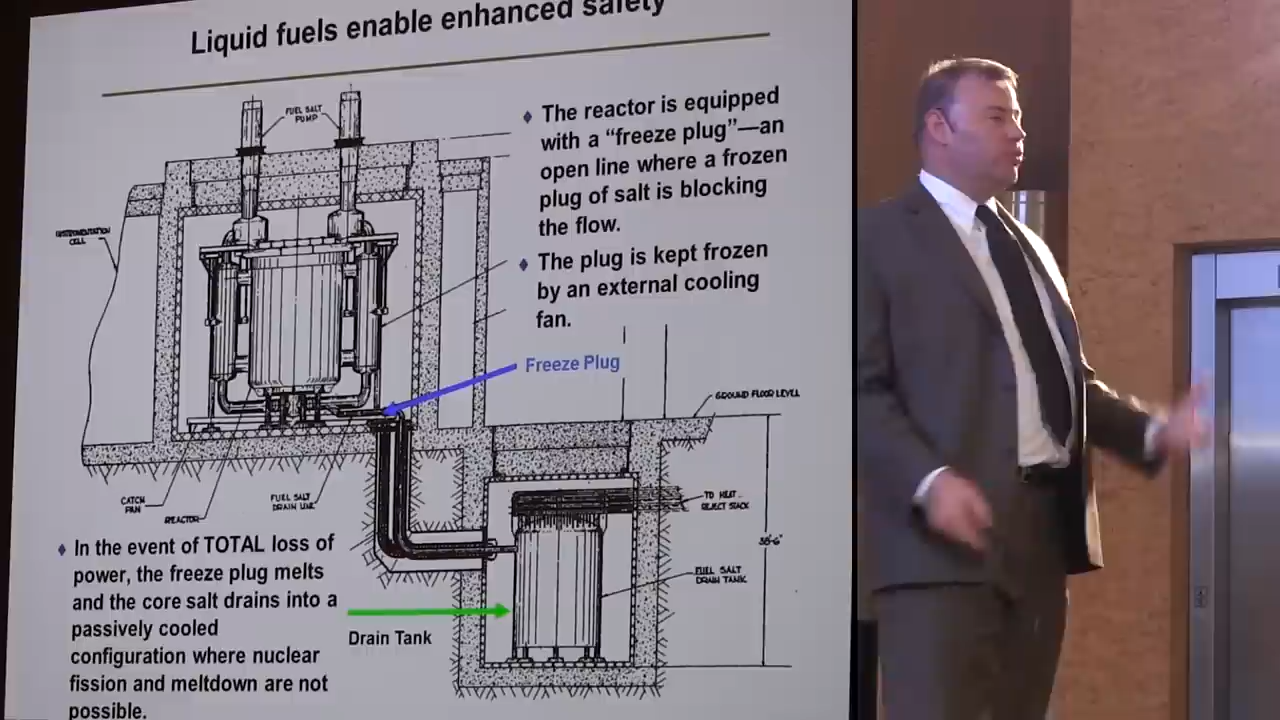 Liquid fuels enable enhanced safety
FUEL SALT
PUMP
The reactor is equipped
with a “freeze plug”—an
open line where a frozen
plug of salt is blocking
the flow.
INSTRUMENTATION
CELL
The plug is kept frozen
by an external cooling
fan.
Freeze Plug
GROUND FLOOR LEVEL
CATCH
PAN
REACTOR
FUEL SALT
DRAIN LINE
TO HEAT
REJECT STACK
38'-6"
FUEL SALT
DRAIN TANK
In the event of TOTAL loss of
power, the freeze plug melts
and the core salt drains into a
passively cooled
configuration where nuclear
fission and meltdown are not
possible.
Drain Tank